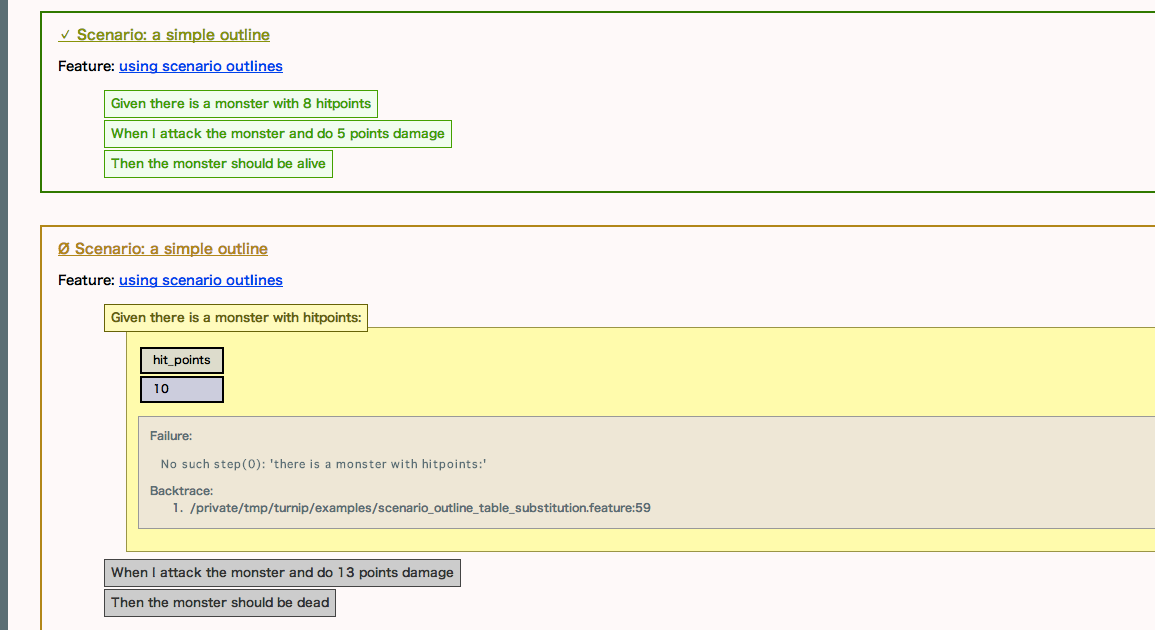 ✓ Scenario: a simple outline
Feature: using scenario outlines
Given there is a monster with 8 hitpoints
When I attack the monster and do 5 points damage
Then the monster should be alive
Ø Scenario: a simple outline
Feature: using scenario outlines
Given there is a monster with hitpoints:
hit_points
10
Failure:
No such step(0): 'there is a monster with hitpoints:'
Backtrace:
1. /private/tmp/turnip/examples/scenario_outline_table_substitution.feature:59
When I attack the monster and do 13 points damage
Then the monster should be dead